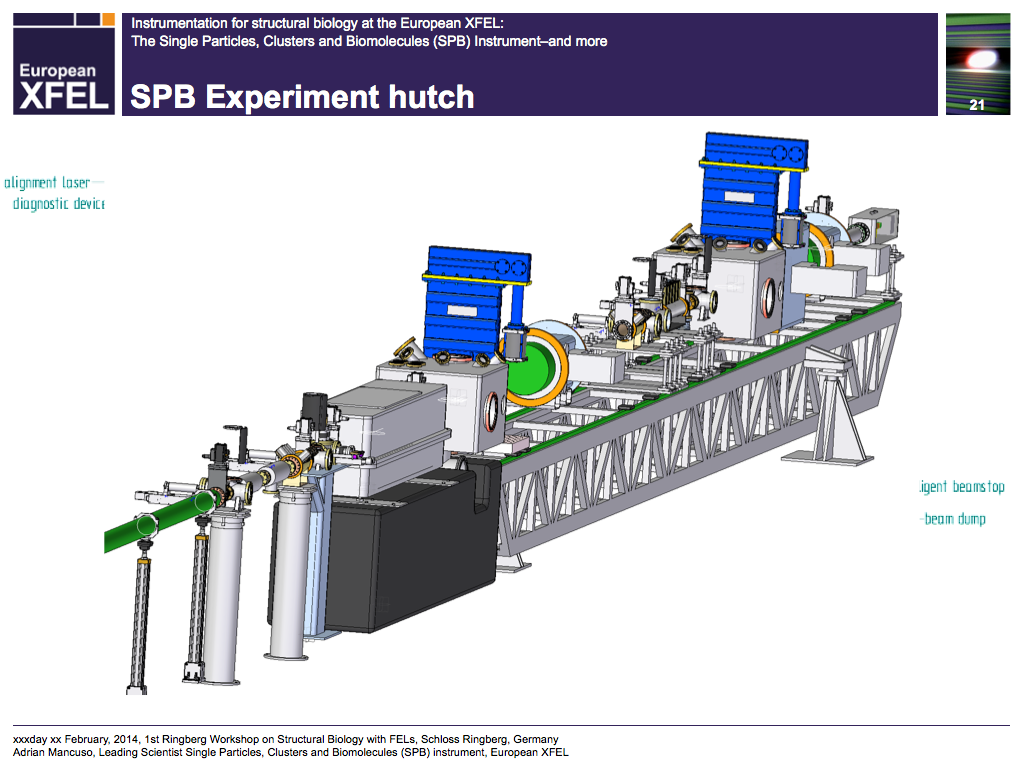 Instrumentation for structural biology at the European XFEL:
The Single Particles, Clusters and Biomolecules (SPB) Instrument–and more
European
XFEL
SPB Experiment hutch
21
alignment laser
diagnostic device
beamstop
beam dump
xxxday xx February, 2014, 1st Ringberg Workshop on Structural Biology with FELs, Schloss Ringberg, Germany
Adrian Mancuso, Leading Scientist Single Particles, Clusters and Biomolecules (SPB) instrument, European XFEL